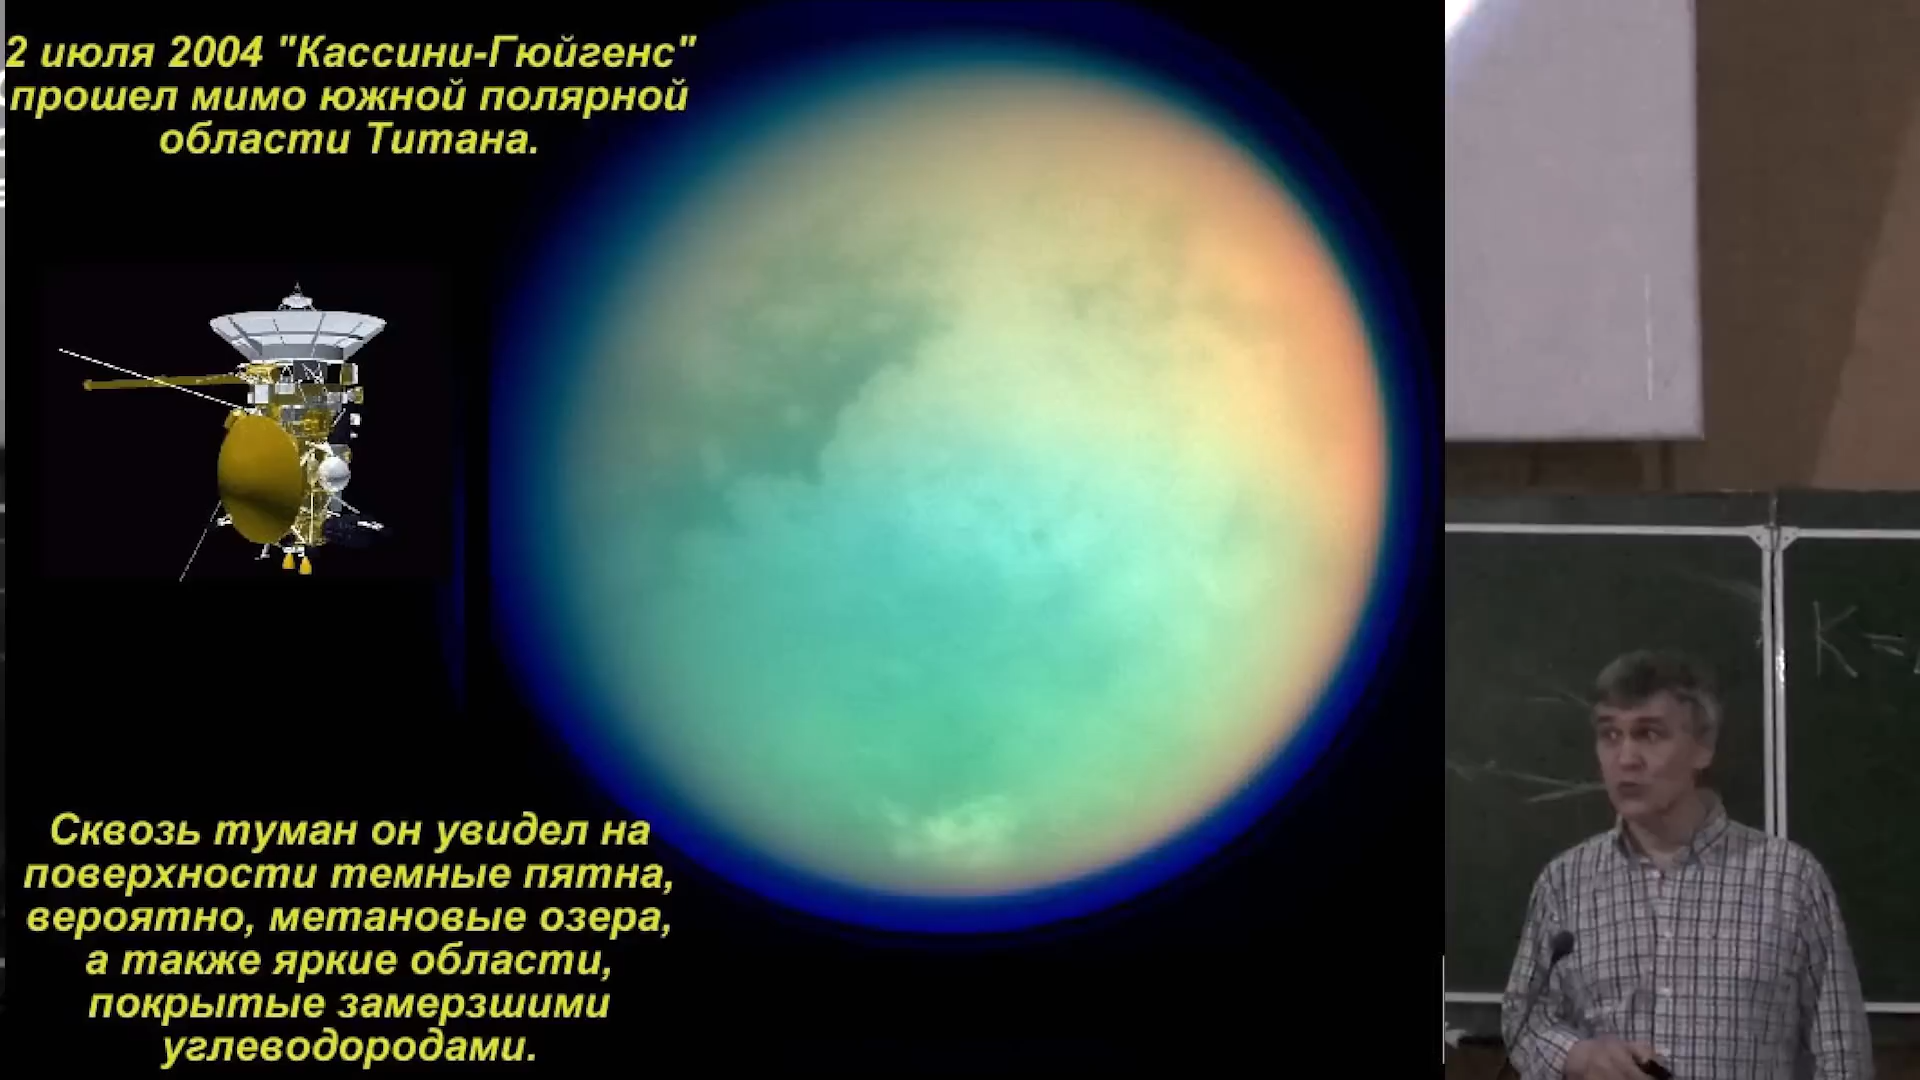 2 июля 2004 "Кассини-Гюйгенс"
прошел мимо южной полярной
области Титана.
Сквозь туман он увидел на
поверхности темные пятна,
вероятно, метановые озера,
а также яркие области,
покрытые замерзшими
углеводородами.